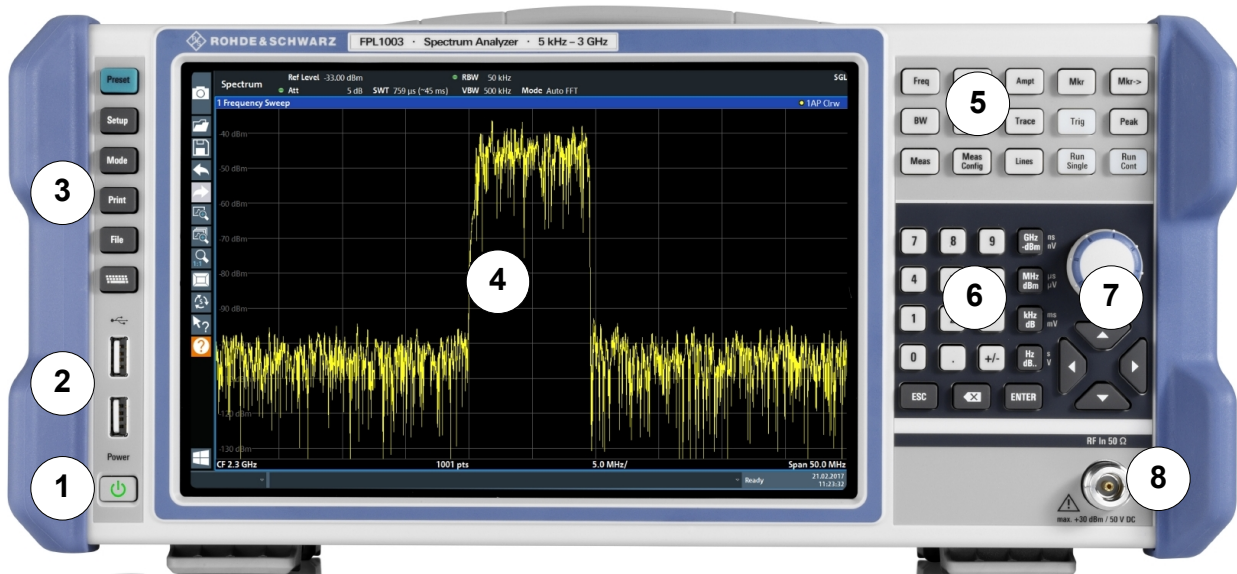 ROHDE&SCHWARZ FPL1003 · Spectrum Analyzer · 5 kHz – 3 GHz
Preset
Setup
Mode
3
Print
File
2
Power
1
Spectrum
Ref Level -33.00 dBm RBW 50 kHz SGL
Att 5 dB SWT 759 µs (~45 ms) VBW 500 kHz Mode Auto FFT
1 Frequency Sweep 1AP Clrw
-40 dBm
-50 dBm
-60 dBm
-70 dBm
-80 dBm
-90 dBm
-120 dBm
-130 dBm
4
1:1
?
?
CF 2.3 GHz 1001 pts 5.0 MHz/ Span 50.0 MHz
Ready 21.02.2017
11:23:32
Freq Ampt Mkr Mkr->
5
BW Trace Trig Peak
Meas Meas Config Lines Run Single Run Cont
7 8 9 GHz -dBm ns nV
4 MHz dBm µs µV
6
7
1 kHz dB ms mV
0 . +/- Hz dB.. s V
ESC ENTER
RF In 50 Ω
8
max. +30 dBm / 50 V DC